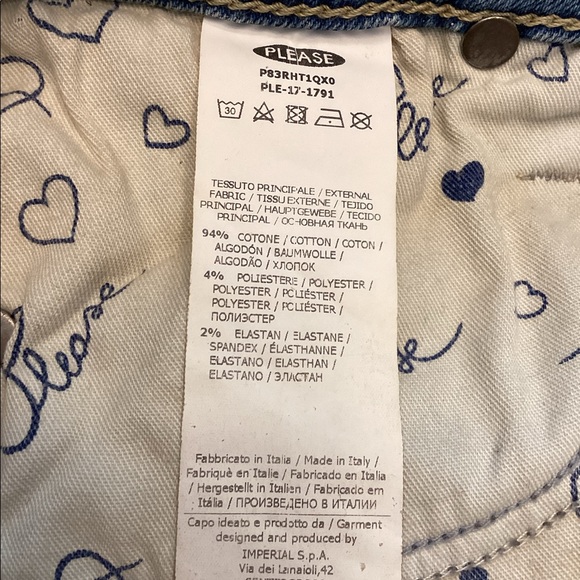 PLEASE
P83RHT1QX0
PLE-17-1791
30
TESSUTO PRINCIPALE / EXTERNAL
FABRIC / TISSU EXTERNE / TEJIDO
PRINCIPAL / HAUPTGEWEBE / TECIDO
PRINCIPAL / ОСНОВНАЯ ТКАНЬ
94% COTONE / COTTON / COTON /
ALGODÓN / BAUMWOLLE /
ALGODÃO / ХЛОПОК
4% POLIESTERE / POLYESTER /
POLYESTER / POLIÉSTER /
POLYESTER / POLIÉSTER /
ПОЛИЭСТЕР
2% ELASTAN / ELASTANE /
SPANDEX / ÉLASTHANNE /
ELASTANO / ELASTHAN /
ELASTANO / ЭЛАСТАН
Fabbricato in Italia / Made in Italy /
Fabriquè en Italie / Fabricado en Italia
/ Hergestellt in Italien / Fabricado em
Itália / ПРОИЗВЕДЕНО В ИТАЛИИ
Capo ideato e prodotto da / Garment
designed and produced by
IMPERIAL S.p.A.
Via dei Lanaioli,42
Please